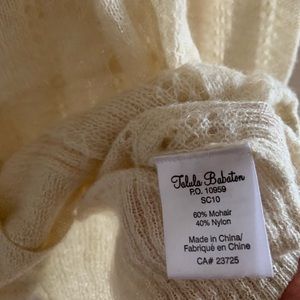 Talula Babaton
P.O. 10959
SC10
60% Mohair
40% Nylon
Made in China/
Fabriqué en Chine
CA# 23725